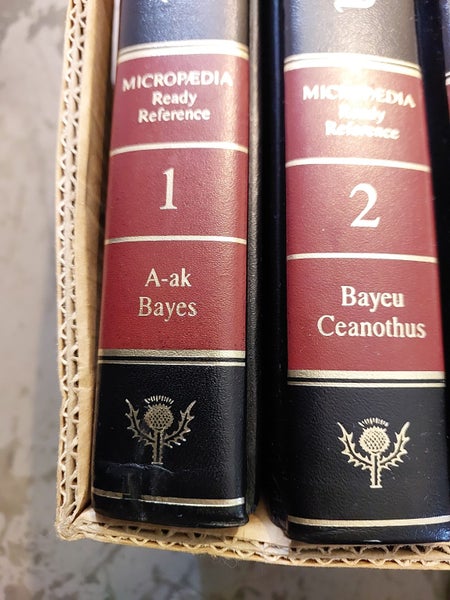 MICROPÆDIA
Ready
Reference
1
A-ak
Bayes
MICROPÆDIA
Ready
Reference
2
Bayeu
Ceanothus